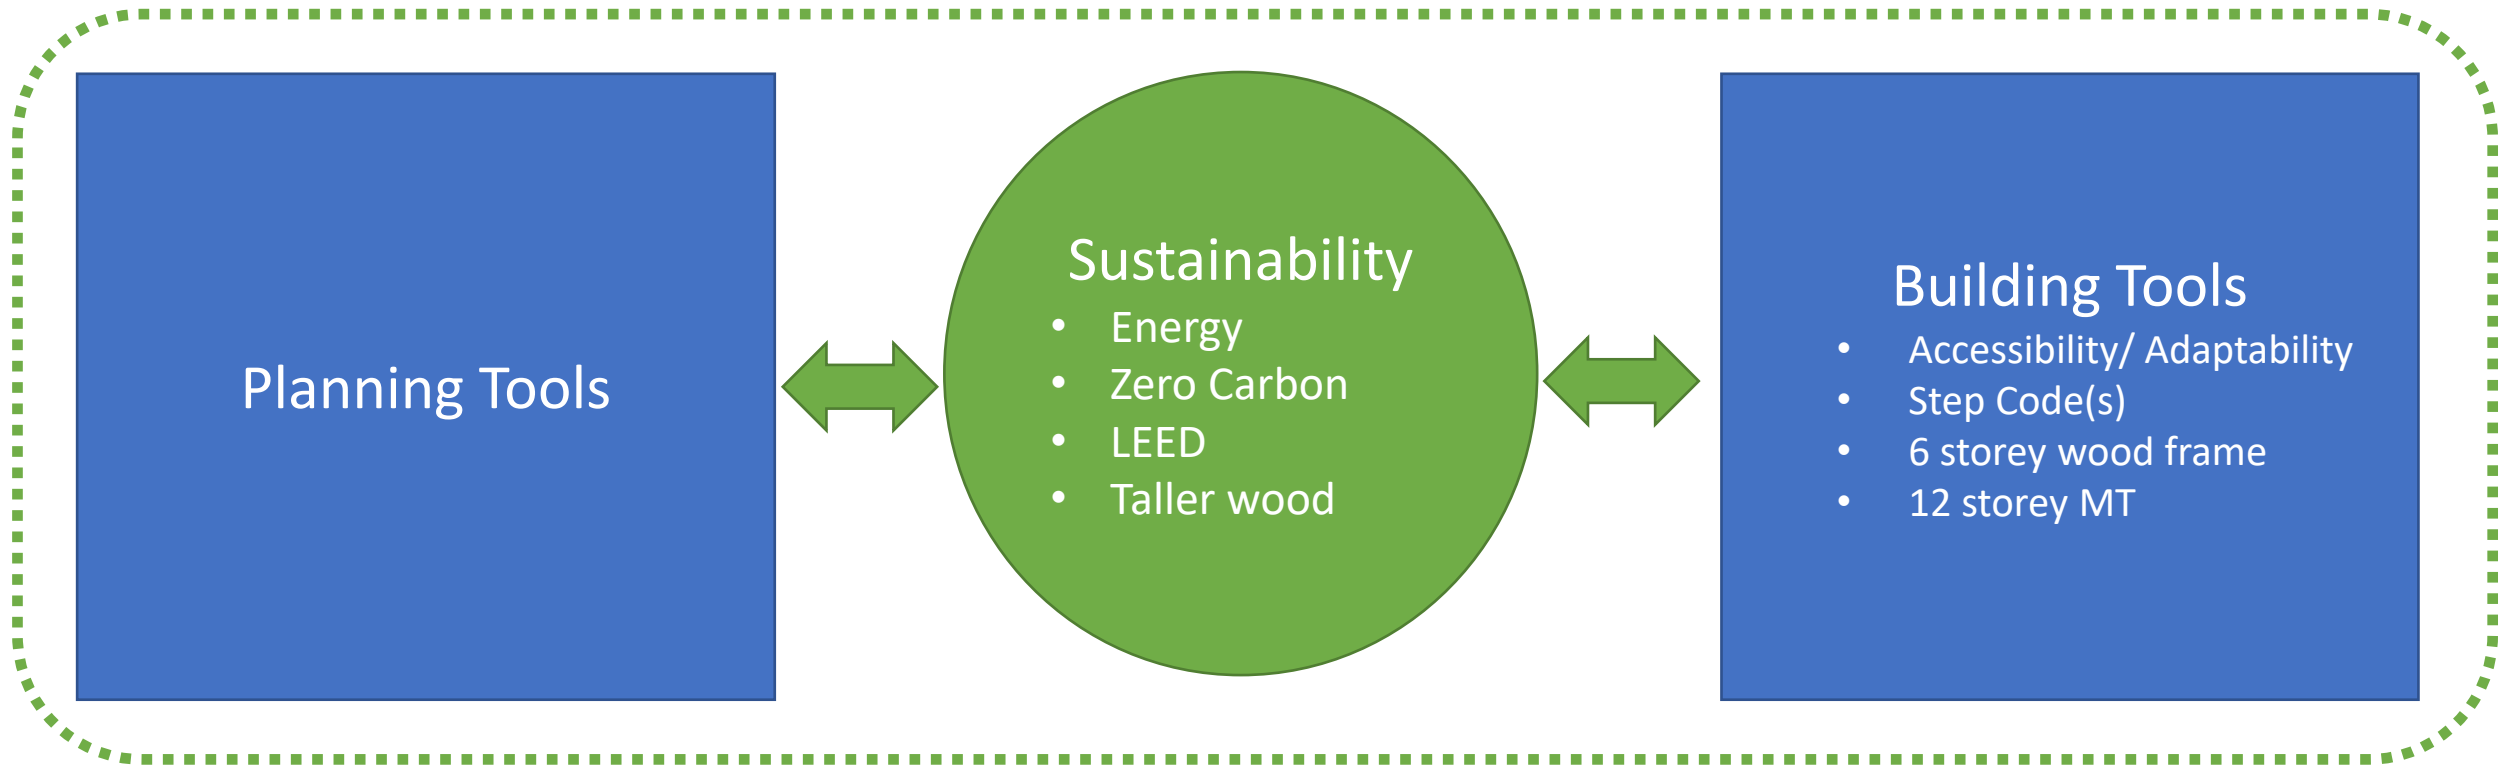 Planning Tools
Sustainability
• Energy
• Zero Carbon
• LEED
• Taller wood
Building Tools
• Accessibility/ Adaptability
• Step Code(s)
• 6 storey wood frame
• 12 storey MT